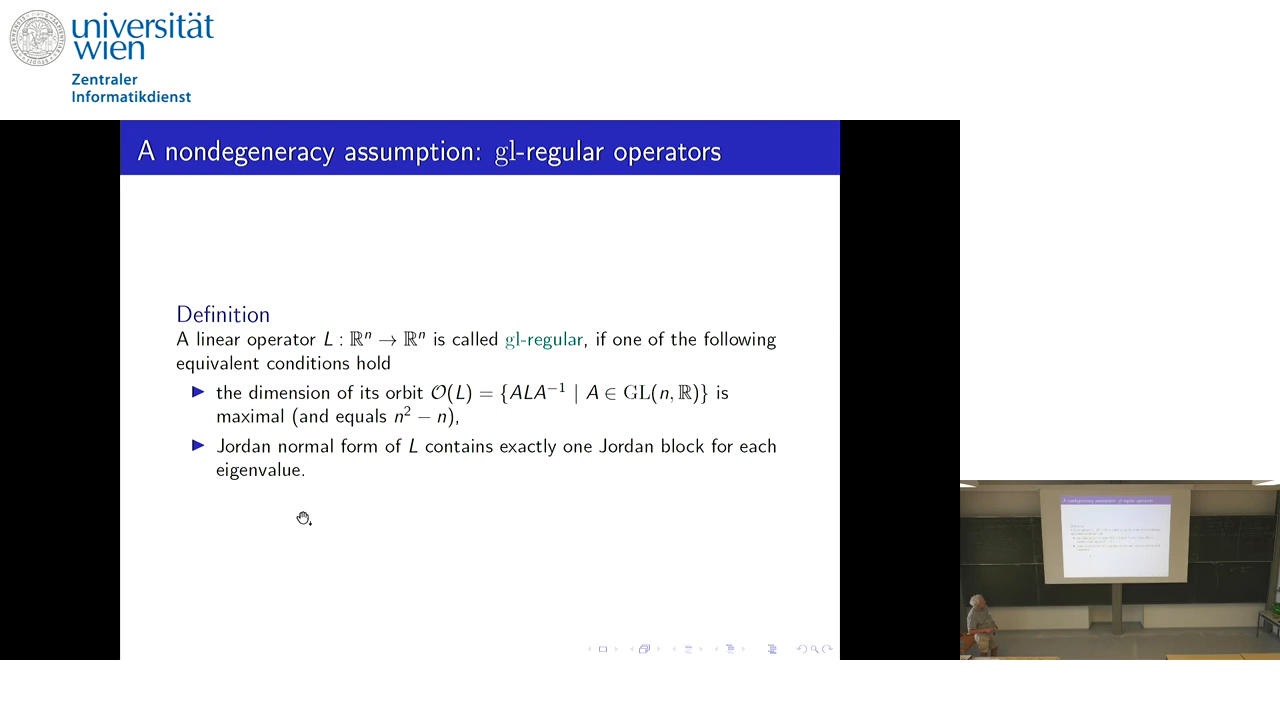 universität
wien
Zentraler
Informatikdienst
A nondegeneracy assumption: gl-regular operators
Definition
A linear operator L : ℝⁿ → ℝⁿ is called gl-regular, if one of the following
equivalent conditions hold
▶ the dimension of its orbit 𝒪(L) = {ALA⁻¹ | A ∈ GL(n, ℝ)} is
maximal (and equals n² − n),
▶ Jordan normal form of L contains exactly one Jordan block for each
eigenvalue.